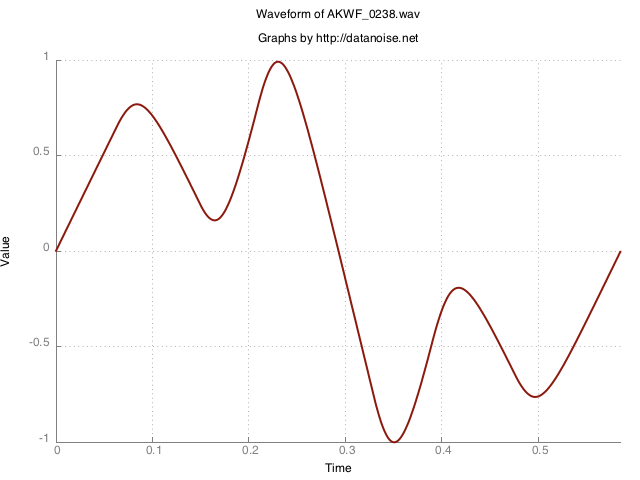 Waveform of AKWF_0238.wav
Graphs by http://datanoise.net
1
0.5
0
-0.5
-1
Value
0 0.1 0.2 0.3 0.4 0.5
Time